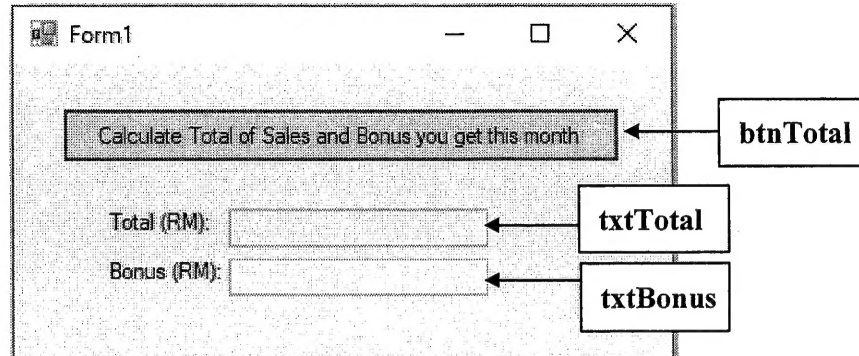 Form1
Calculate Total of Sales and Bonus you get this month
btnTotal
Total (RM):
txtTotal
Bonus (RM):
txtBonus